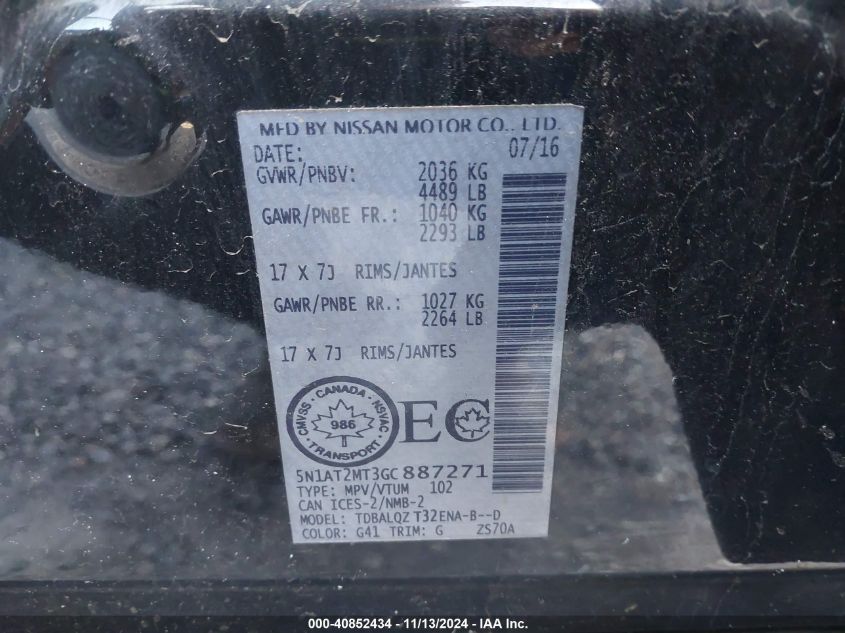 MFD BY NISSAN MOTOR CO., LTD.
DATE: 07/16
GVWR/PNBV: 2036 KG
4489 LB
GAWR/PNBE FR.: 1040 KG
2293 LB
17 X 7J RIMS/JANTES
GAWR/PNBE RR.: 1027 KG
2264 LB
17 X 7J RIMS/JANTES
CANADA · NSVAC · TRANSPORT · CMVSS ·
986
EC
5N1AT2MT3GC887271
TYPE: MPV/VTUM 102
CAN ICES-2/NMB-2
MODEL: TDBALQZ T32ENA-B--D
COLOR: G41 TRIM: G ZS70A
000-40852434 - 11/13/2024 - IAA Inc.